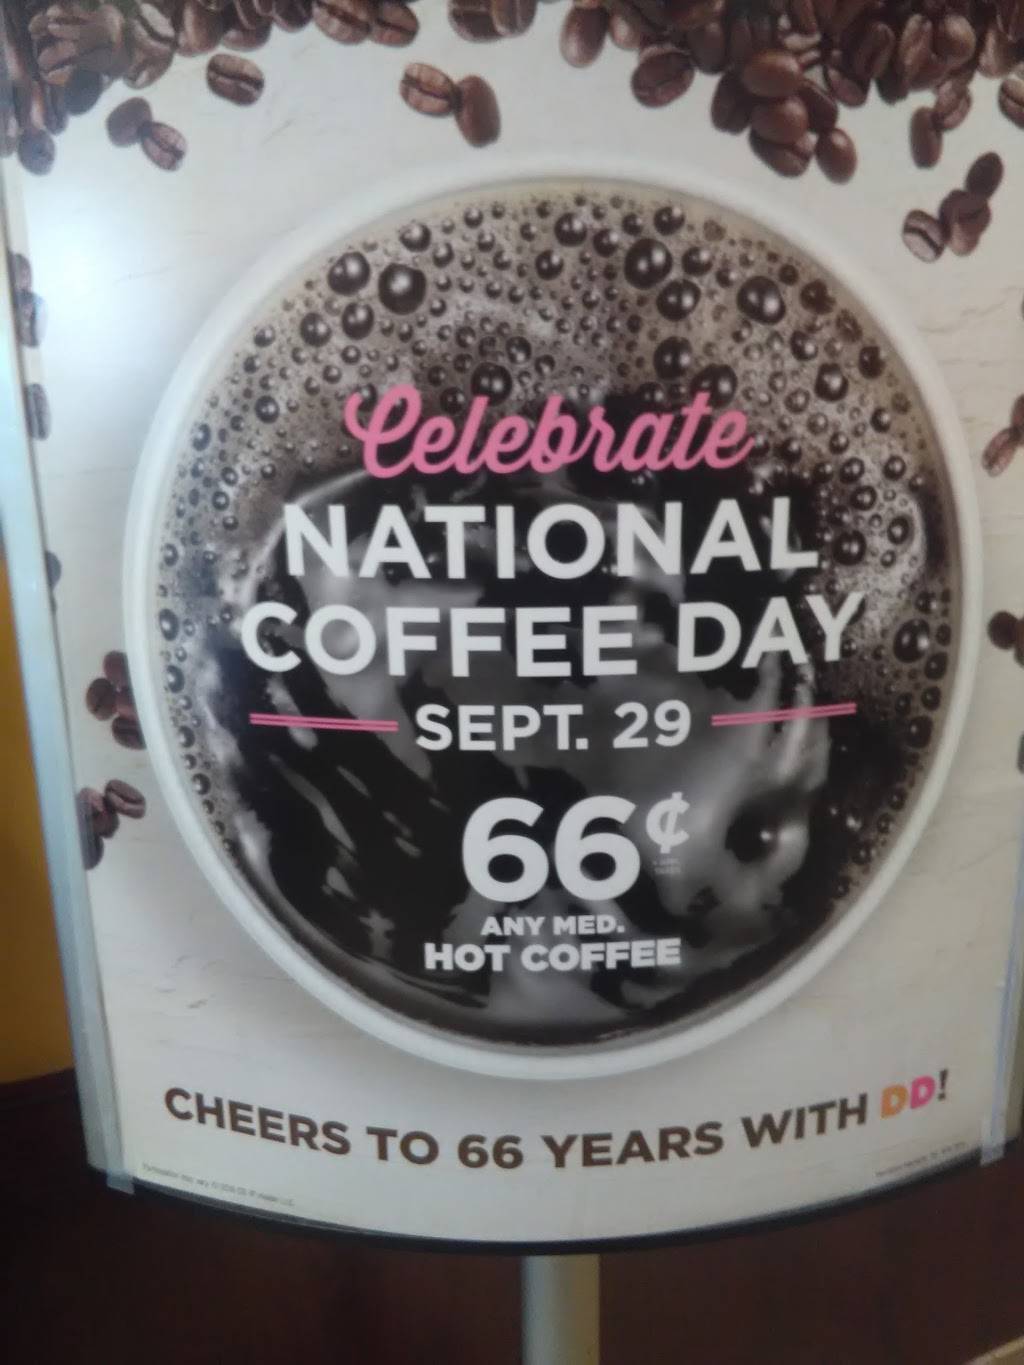 Celebrate
NATIONAL
COFFEE DAY
SEPT. 29
66¢
ANY MED.
HOT COFFEE
CHEERS TO 66 YEARS WITH DD!